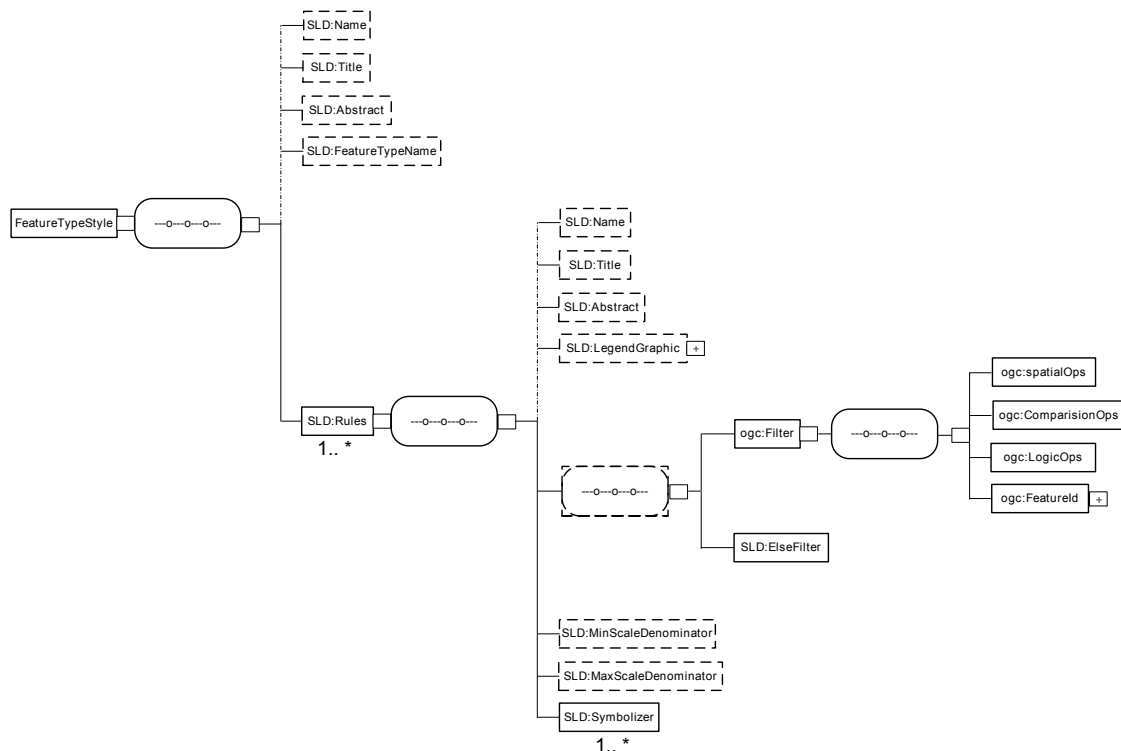 SLD:Name
SLD:Title
SLD:Abstract
SLD:FeatureTypeName
FeatureTypeStyle
---o---o---o---
SLD:Name
SLD:Title
SLD:Abstract
SLD:LegendGraphic +
SLD:Rules
1.. *
---o---o---o---
ogc:spatialOps
ogc:ComparisionOps
ogc:LogicOps
ogc:FeatureId +
ogc:Filter
---o---o---o---
---o---o---o---
SLD:ElseFilter
SLD:MinScaleDenominator
SLD:MaxScaleDenominator
SLD:Symbolizer
1.. *